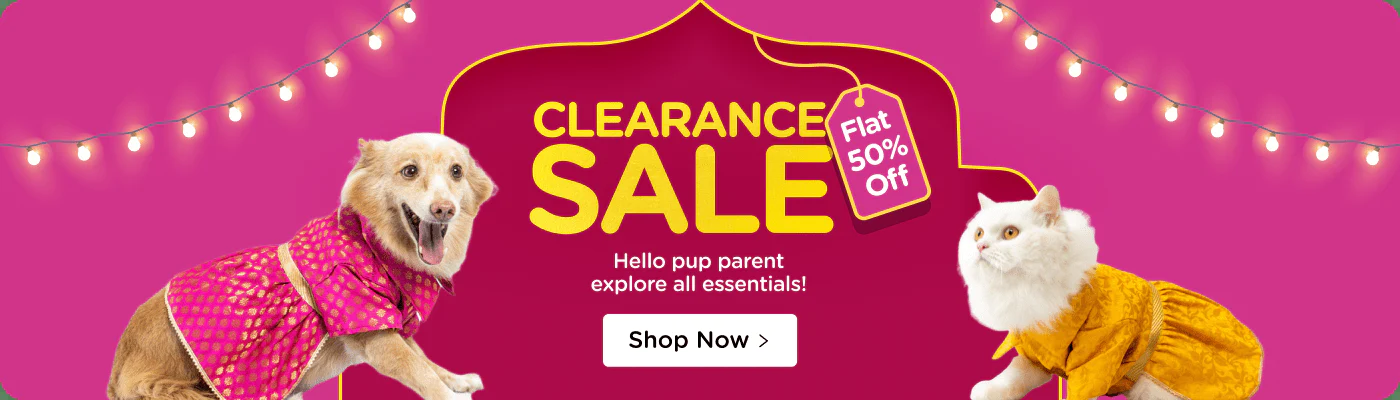 CLEARANCE
SALE
Flat
50%
Off
Hello pup parent
explore all essentials!
Shop Now >